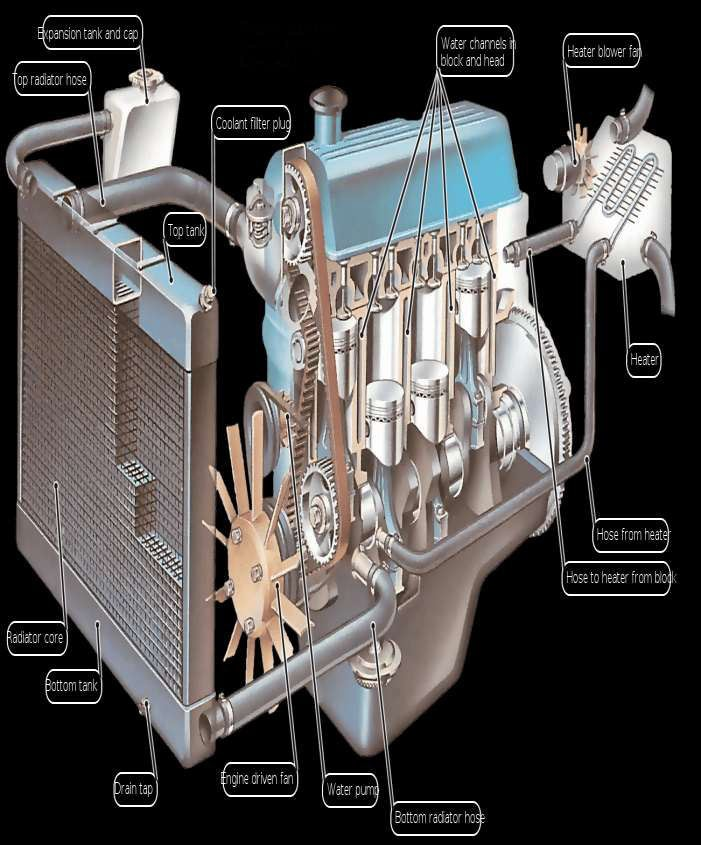 Expansion tank and cap
Top radiator hose
Coolant filter plug
Top tank
Water channels in
block and head
Heater blower fan
Heater
Hose from heater
Hose to heater from block
Radiator core
Bottom tank
Drain tap
Engine driven fan
Water pump
Bottom radiator hose